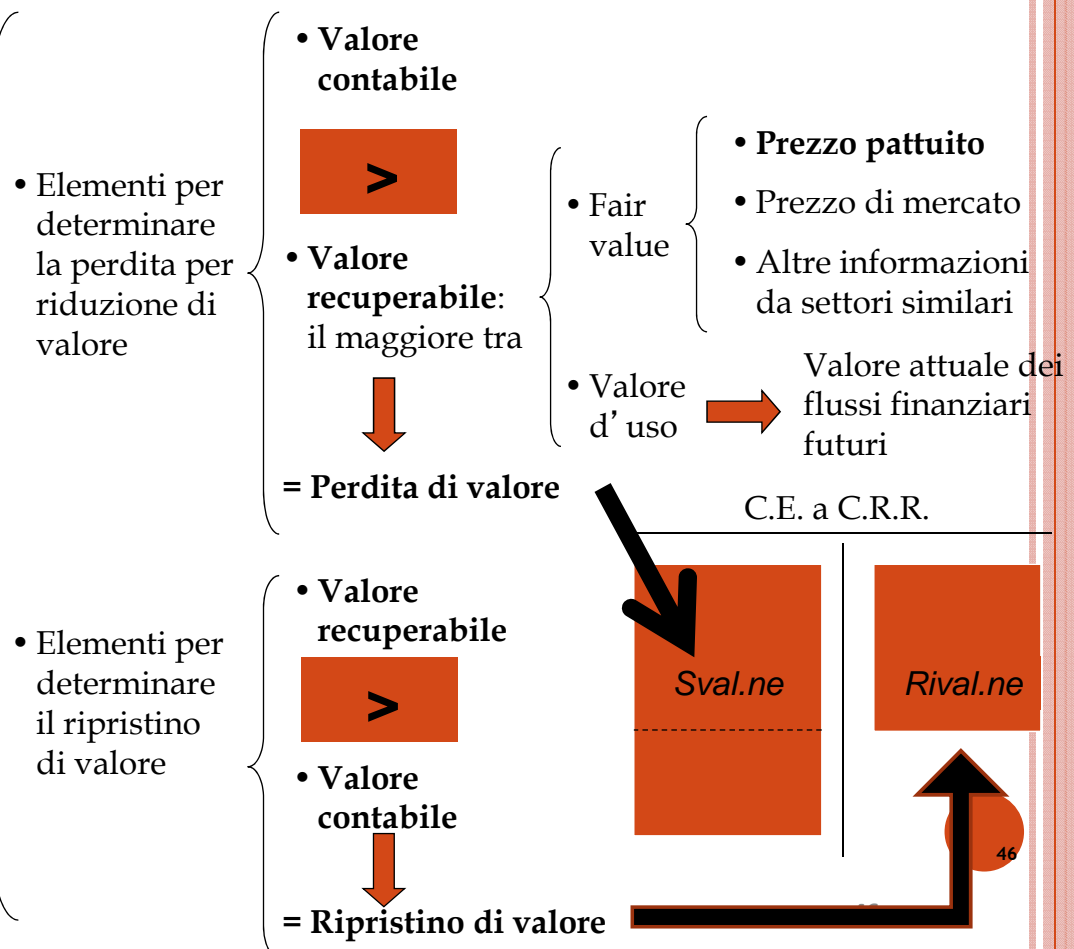 • Elementi per
determinare
la perdita per
riduzione di
valore
• Valore
contabile
>
• Valore
recuperabile:
il maggiore tra
= Perdita di valore
• Fair
value
• Prezzo pattuito
• Prezzo di mercato
• Altre informazioni
da settori similari
• Valore
d’ uso
Valore attuale dei
flussi finanziari
futuri
C.E. a C.R.R.
Sval.ne
Rival.ne
• Elementi per
determinare
il ripristino
di valore
• Valore
recuperabile
>
• Valore
contabile
= Ripristino di valore
46